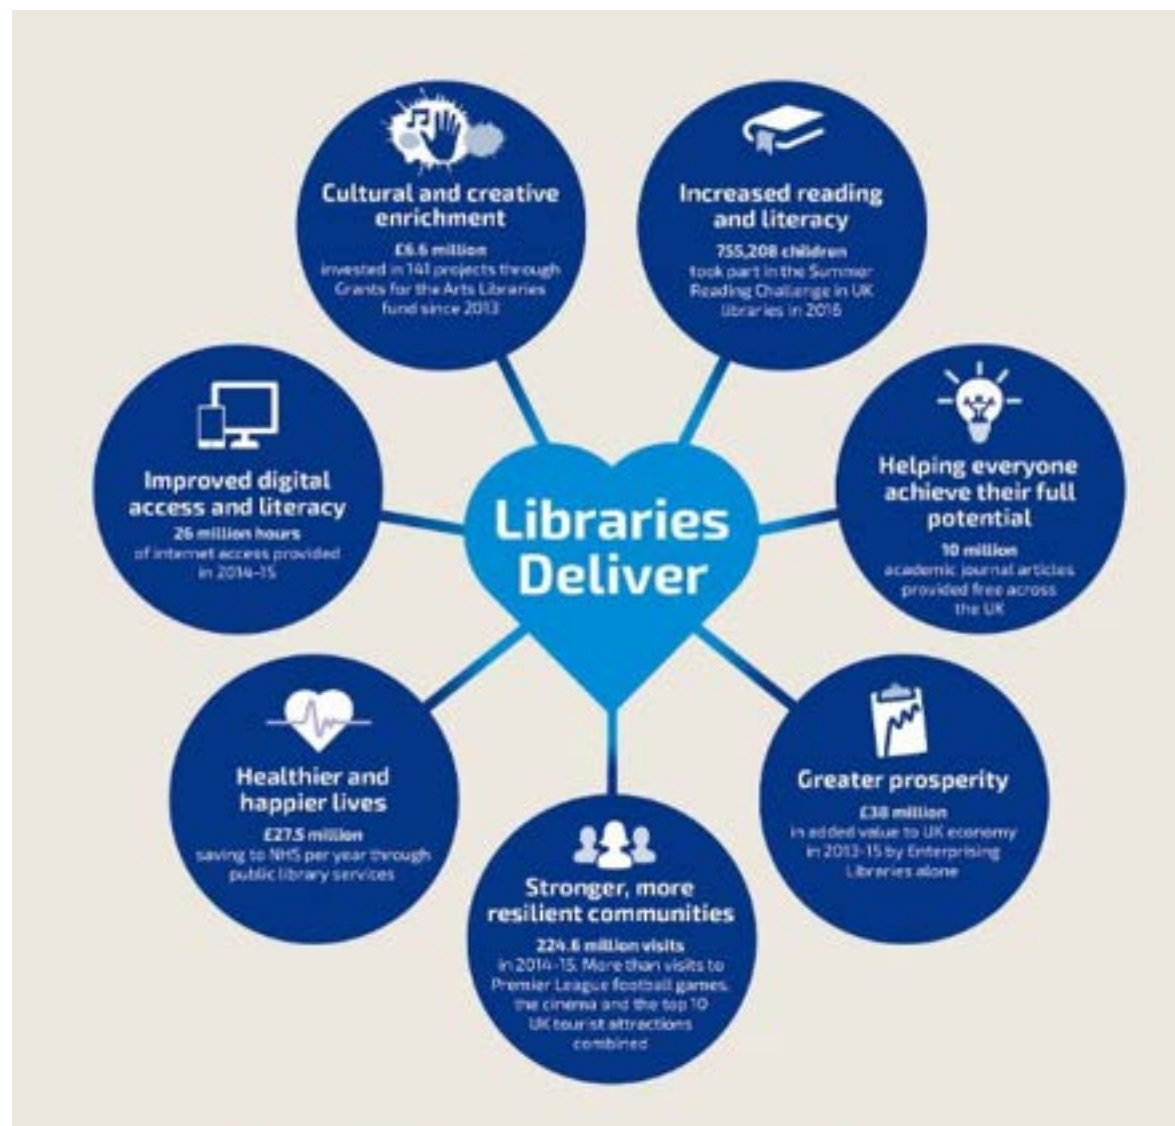 Libraries
Deliver
Cultural and creative
enrichment
£6.6 million
invested in 141 projects through
Grants for the Arts Libraries
fund since 2013
Increased reading
and literacy
755,208 children
took part in the Summer
Reading Challenge in UK
libraries in 2016
Helping everyone
achieve their full
potential
10 million
academic journal articles
provided free across
the UK
Greater prosperity
£38 million
in added value to UK economy
in 2013-15 by Enterprising
Libraries alone
Stronger, more
resilient communities
224.6 million visits
in 2014-15. More than visits to
Premier League football games,
the cinema and the top 10
UK tourist attractions
combined
Healthier and
happier lives
£27.5 million
saving to NHS per year through
public library services
Improved digital
access and literacy
26 million hours
of internet access provided
in 2014-15